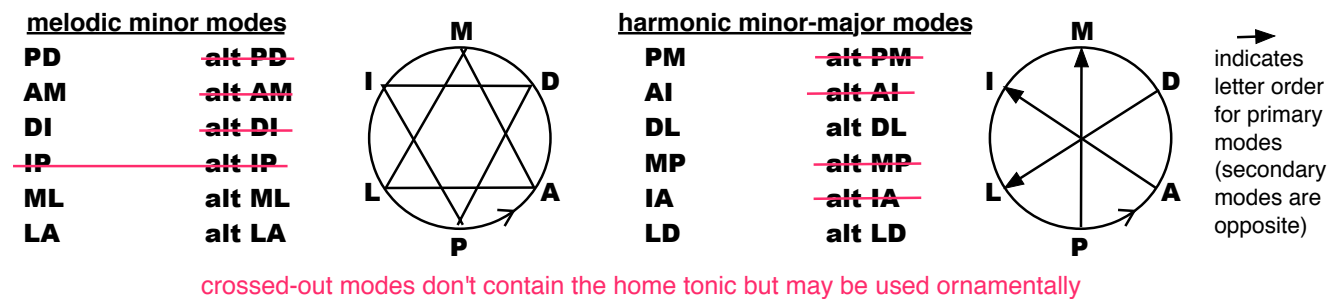 melodic minor modes
PD alt PD
AM alt AM
DI alt DI
IP alt IP
ML alt ML
LA alt LA
M
I D
L A
P
harmonic minor-major modes
PM alt PM
AI alt AI
DL alt DL
MP alt MP
IA alt IA
LD alt LD
M
I D
L A
P
indicates
letter order
for primary
modes
(secondary
modes are
opposite)
crossed-out modes don't contain the home tonic but may be used ornamentally